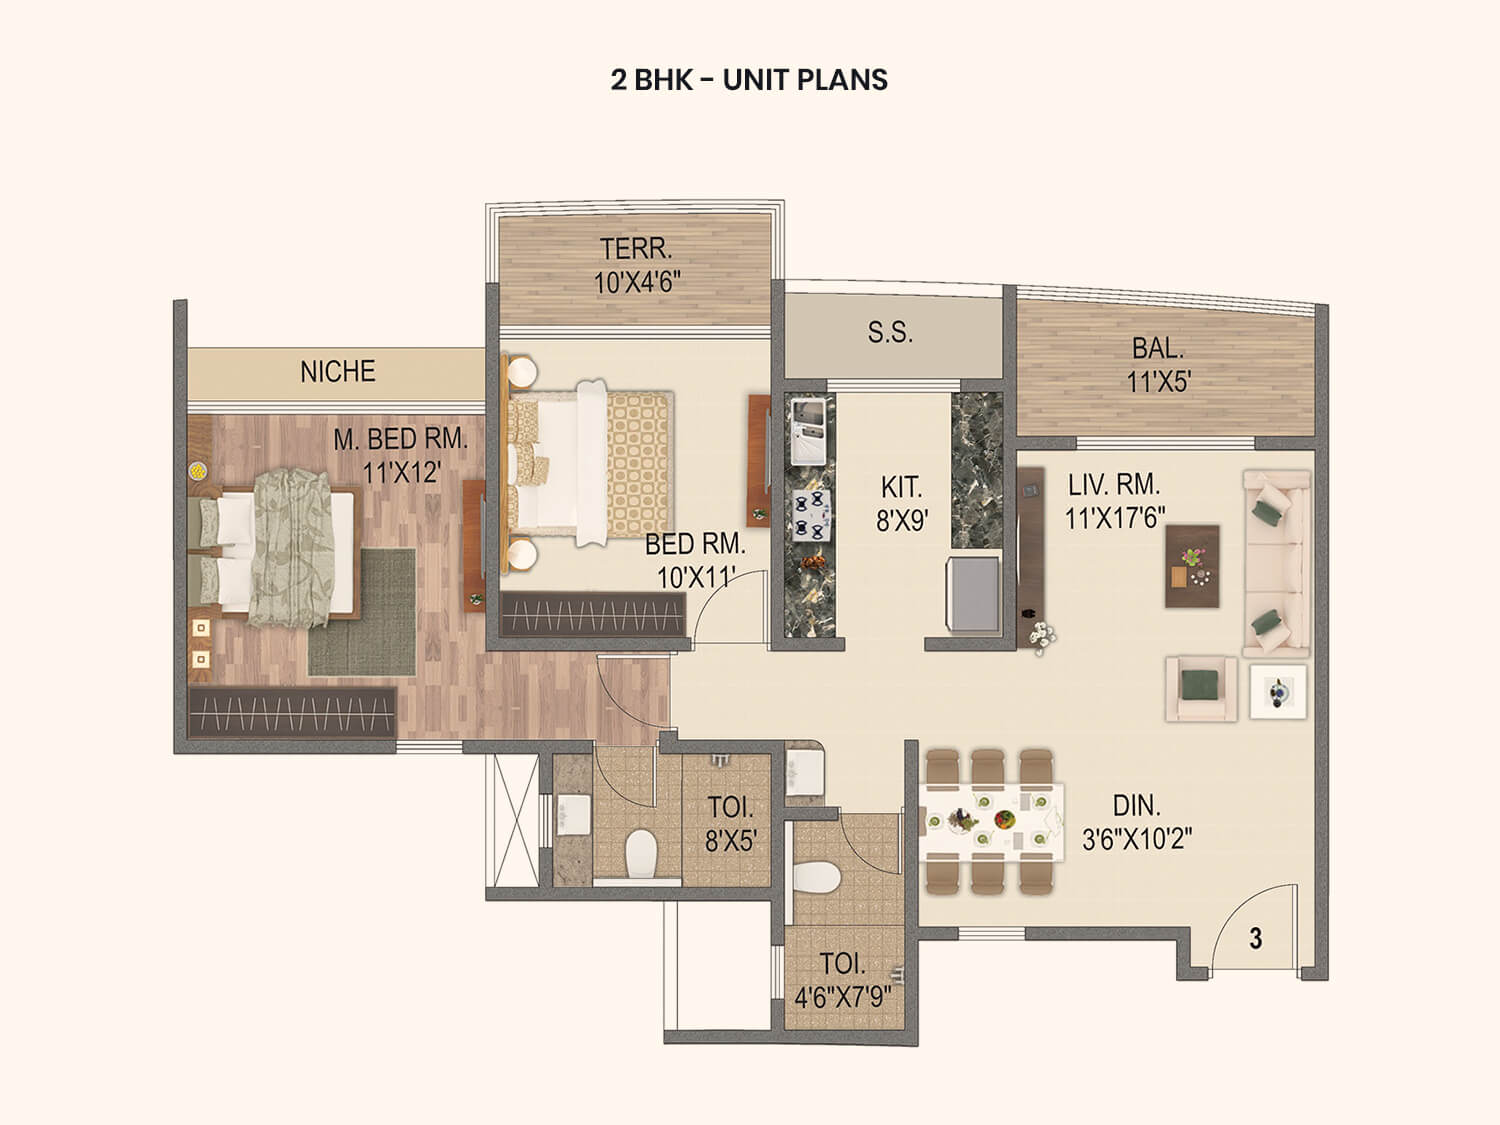 2 BHK - UNIT PLANS
TERR.
10'X4'6"
S.S.
BAL.
11'X5'
NICHE
M. BED RM.
11'X12'
BED RM.
10'X11'
KIT.
8'X9'
LIV. RM.
11'X17'6"
TOI.
8'X5'
DIN.
3'6"X10'2"
TOI.
4'6"X7'9"
3